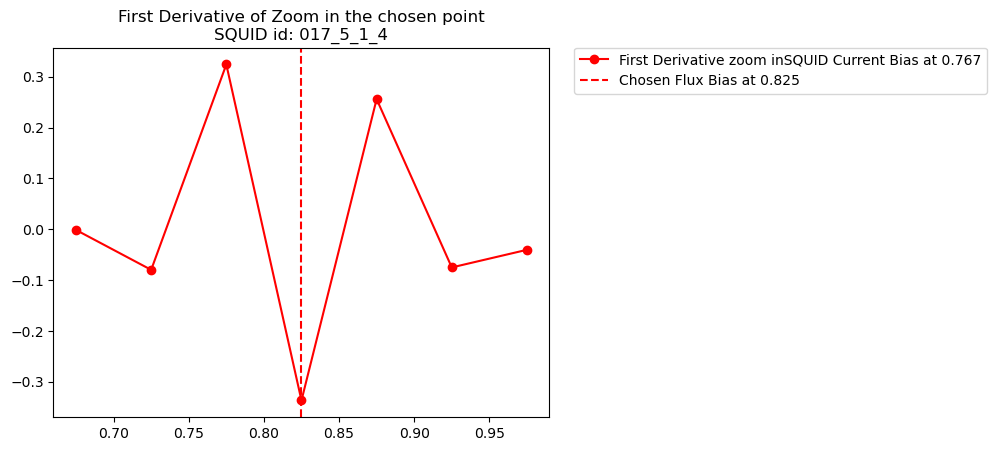 First Derivative of Zoom in the chosen point
SQUID id: 017_5_1_4
First Derivative zoom inSQUID Current Bias at 0.767
Chosen Flux Bias at 0.825
0.3
0.2
0.1
0.0
−0.1
−0.2
−0.3
0.70 0.75 0.80 0.85 0.90 0.95